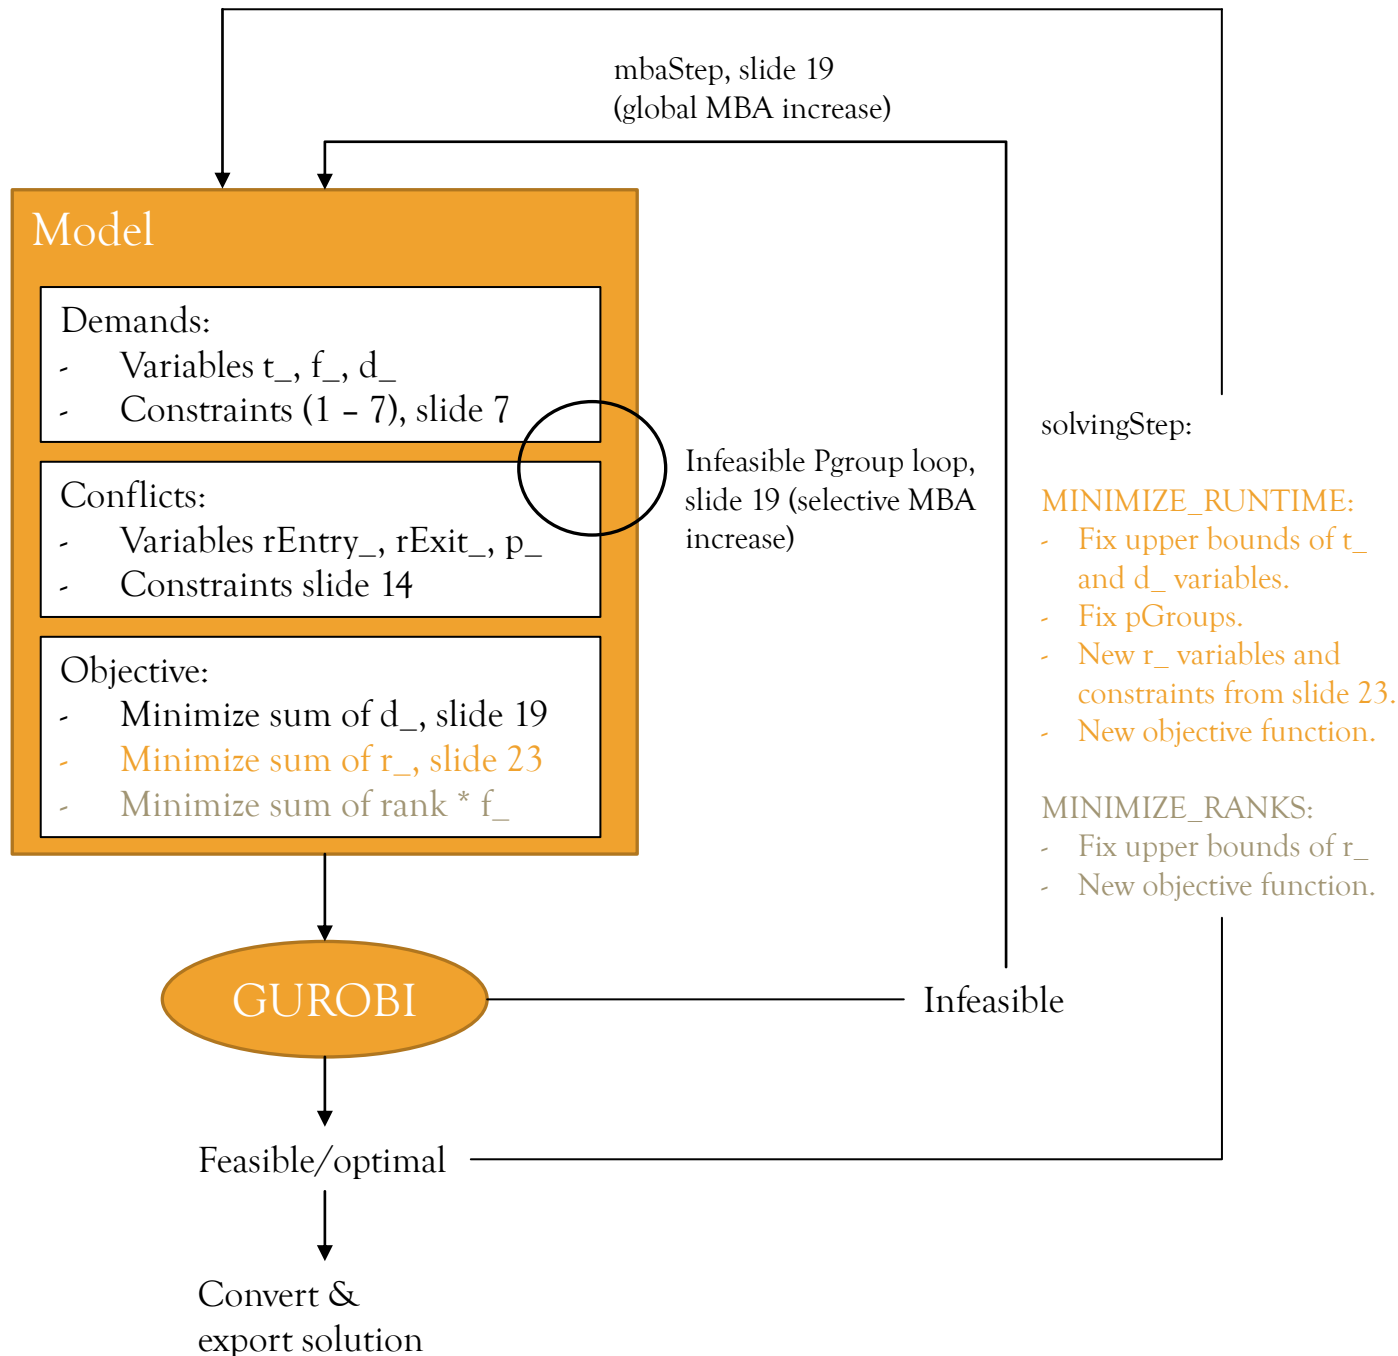 mbaStep, slide 19
(global MBA increase)
Model
Demands:
- Variables t_, f_, d_
- Constraints (1 – 7), slide 7
Conflicts:
- Variables rEntry_, rExit_, p_
- Constraints slide 14
Objective:
- Minimize sum of d_, slide 19
- Minimize sum of r_, slide 23
- Minimize sum of rank * f_
Infeasible Pgroup loop,
slide 19 (selective MBA
increase)
solvingStep:
MINIMIZE_RUNTIME:
- Fix upper bounds of t_
and d_ variables.
- Fix pGroups.
- New r_ variables and
constraints from slide 23.
- New objective function.
MINIMIZE_RANKS:
- Fix upper bounds of r_
- New objective function.
GUROBI
Infeasible
Feasible/optimal
Convert &
export solution